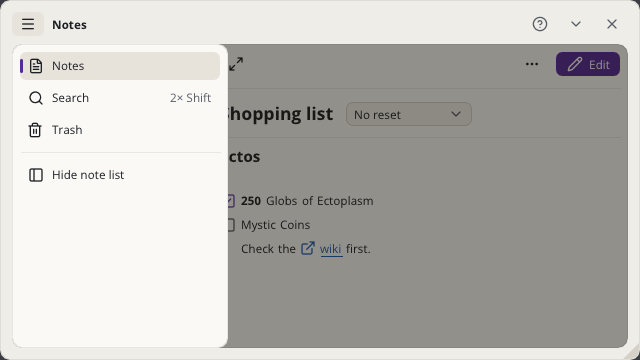 Notes
Notes
Search 2× Shift
Trash
Hide note list
Edit
hopping list No reset
ctos
250 Globs of Ectoplasm
Mystic Coins
Check the wiki first.